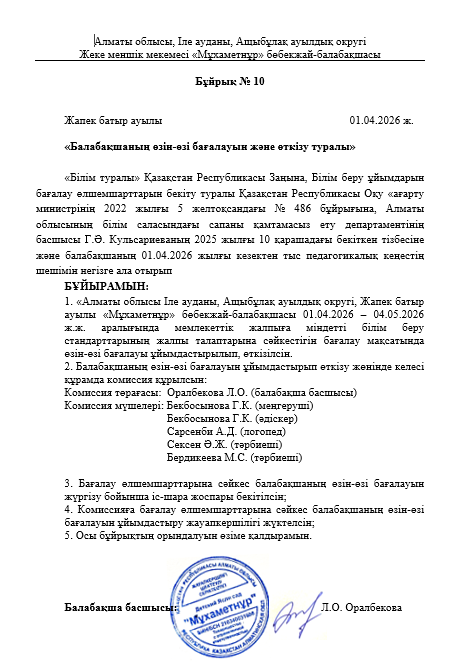 Алматы облысы, Іле ауданы, Ащыбұлақ ауылдық округі
Жеке меншік мекемесі «Мұхаметнұр» бөбекжай-балабақшасы
Бұйрық № 10
Жапек батыр ауылы 01.04.2026 ж.
«Балабақшаның өзін-өзі бағалауын және өткізу туралы»
«Білім туралы» Қазақстан Республикасы Заңына, Білім беру ұйымдарын
бағалау өлшемшарттарын бекіту туралы Қазақстан Республикасы Оқу «ағарту
министрінің 2022 жылғы 5 желтоқсандағы № 486 бұйрығына, Алматы
облысының білім саласындағы сапаны қамтамасыз ету департаментінің
басшысы Г.Ә. Кульсариеваның 2025 жылғы 10 қарашадағы бекіткен тізбесіне
және балабақшаның 01.04.2026 жылғы кезектен тыс педагогикалық кеңестің
шешімін негізге ала отырып
БҰЙЫРАМЫН:
1. «Алматы облысы Іле ауданы, Ащыбұлақ ауылдық округі, Жапек батыр
ауылы «Мұхаметнұр» бөбекжай-балабақшасы 01.04.2026 – 04.05.2026
ж.ж. аралығында мемлекеттік жалпыға міндетті білім беру
стандарттарының жалпы талаптарына сәйкестігін бағалау мақсатында
өзін-өзі бағалауды ұйымдастырылып, өткізілсін.
2. Балабақшаның өзін-өзі бағалауын ұйымдастырып өткізу жөнінде келесі
құрамда комиссия құрылсын:
Комиссия төрағасы: Оралбекова Л.О. (балабақша басшысы)
Комиссия мүшелері: Бекбосынова Г.К. (меңгеруші)
Бекбосынова Г.К. (әдіскер)
Сарсенби А.Д. (логопед)
Сексен Ә.Ж. (тәрбиеші)
Бердикеева М.С. (тәрбиеші)
3. Бағалау өлшемшарттарына сәйкес балабақшаның өзін-өзі бағалауын
жүргізу бойынша іс-шара жоспары бекітілсін;
4. Комиссияға бағалау өлшемшарттарына сәйкес балабақшаның өзін-өзі
бағалауын ұйымдастыру жауапкершілігі жүктелсін;
5. Осы бұйрықтың орындалуын өзіме қалдырамын.
Балабақша басшысы: Л.О. Оралбекова
Детский Ясли сад
"Мұхаметнұр"